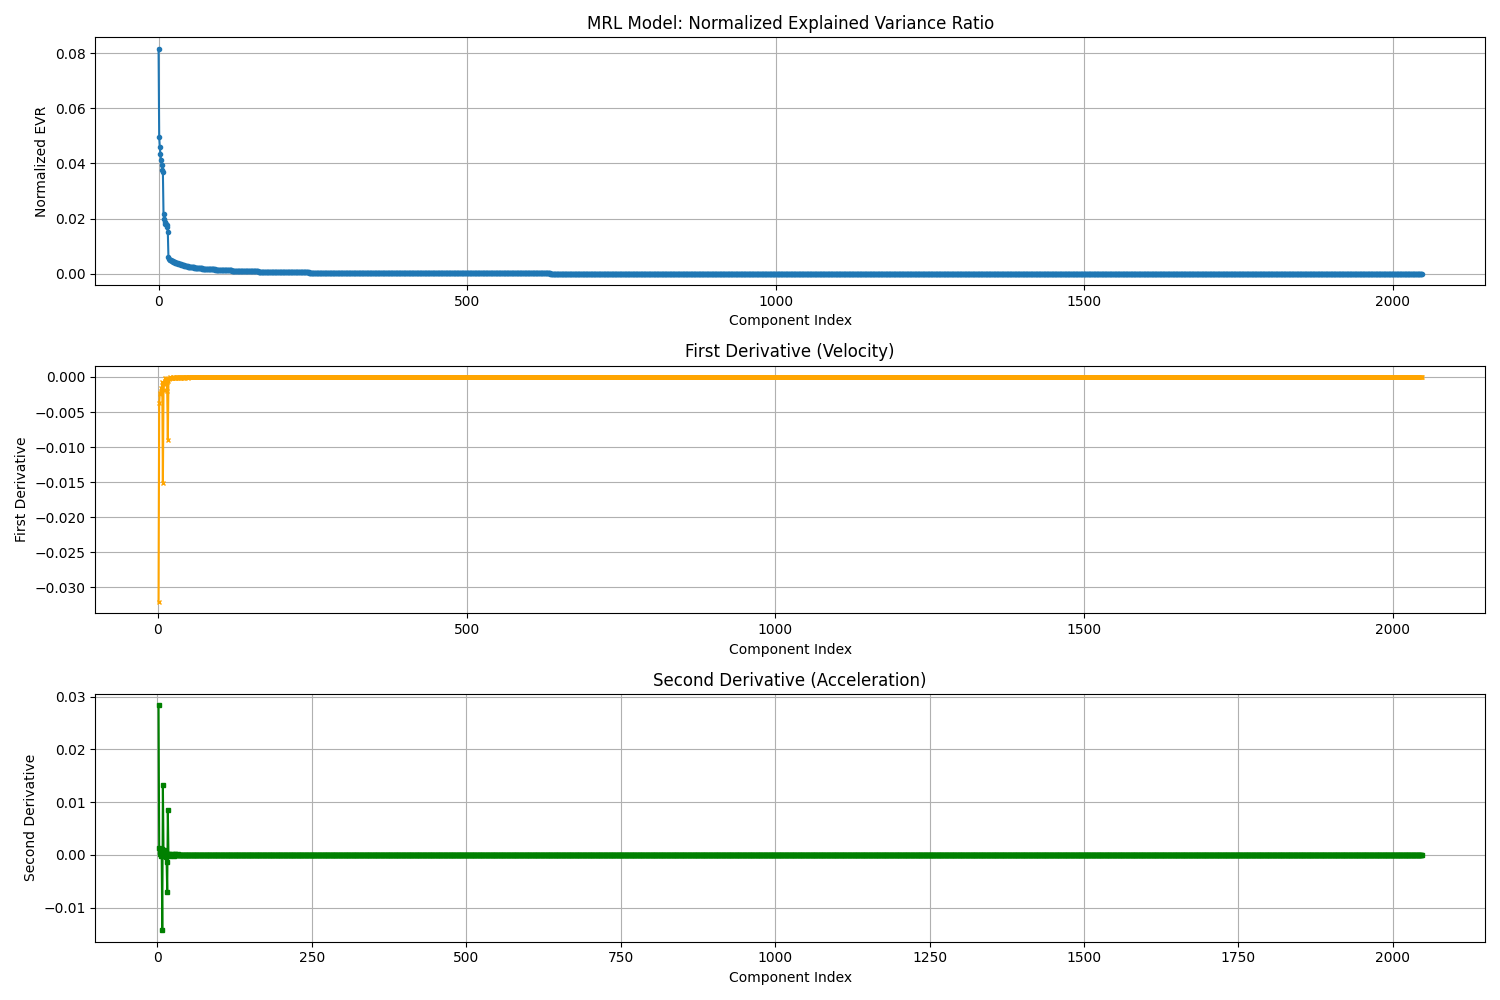 MRL Model: Normalized Explained Variance Ratio
Normalized EVR
0.08
0.06
0.04
0.02
0.00
0 500 1000 1500 2000
Component Index
First Derivative (Velocity)
First Derivative
0.000
−0.005
−0.010
−0.015
−0.020
−0.025
−0.030
0 500 1000 1500 2000
Component Index
Second Derivative (Acceleration)
Second Derivative
0.03
0.02
0.01
0.00
−0.01
0 250 500 750 1000 1250 1500 1750 2000
Component Index